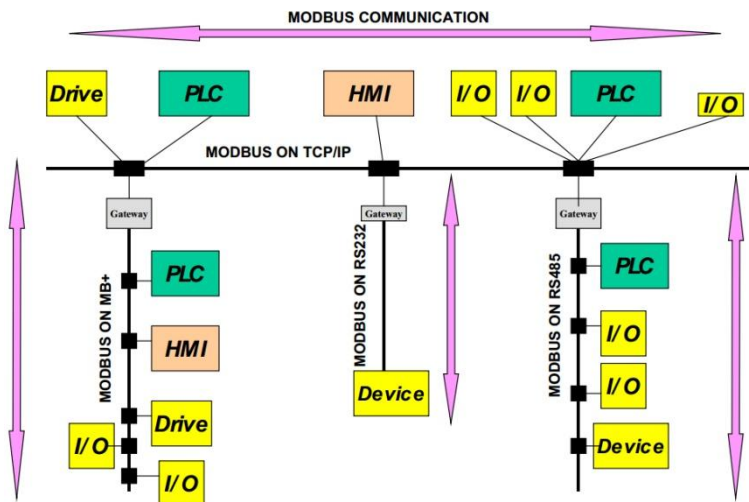 MODBUS COMMUNICATION
Drive
PLC
HMI
I/O
I/O
PLC
I/O
MODBUS ON TCP/IP
Gateway
Gateway
Gateway
MODBUS ON MB+
PLC
HMI
Drive
I/O
I/O
MODBUS ON RS232
Device
MODBUS ON RS485
PLC
I/O
I/O
Device